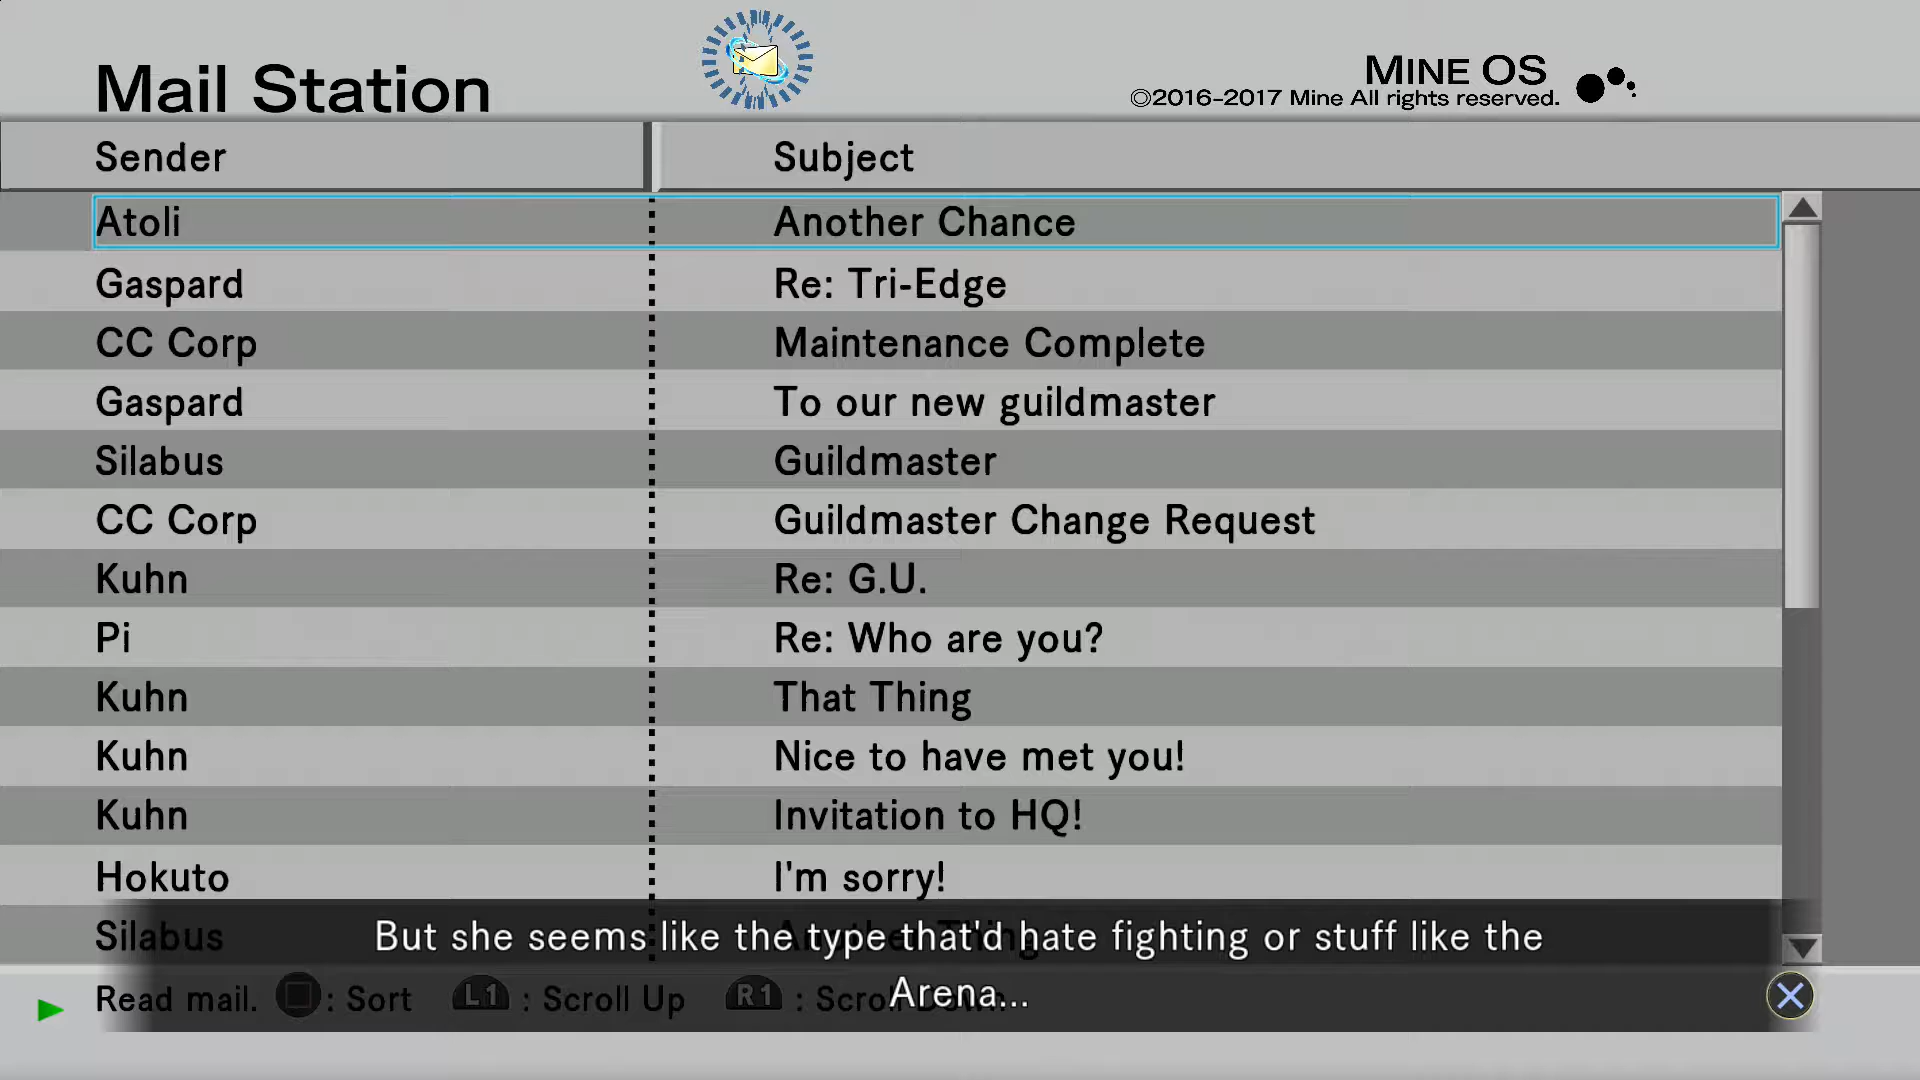 Mail Station
MINE OS
©2016-2017 Mine All rights reserved.
Sender Subject
Atoli Another Chance
Gaspard Re: Tri-Edge
CC Corp Maintenance Complete
Gaspard To our new guildmaster
Silabus Guildmaster
CC Corp Guildmaster Change Request
Kuhn Re: G.U.
Pi Re: Who are you?
Kuhn That Thing
Kuhn Nice to have met you!
Kuhn Invitation to HQ!
Hokuto I'm sorry!
Silabus Another Thing
But she seems like the type that'd hate fighting or stuff like the
Arena...
Read mail. : Sort L1 : Scroll Up R1 : Scroll Down.